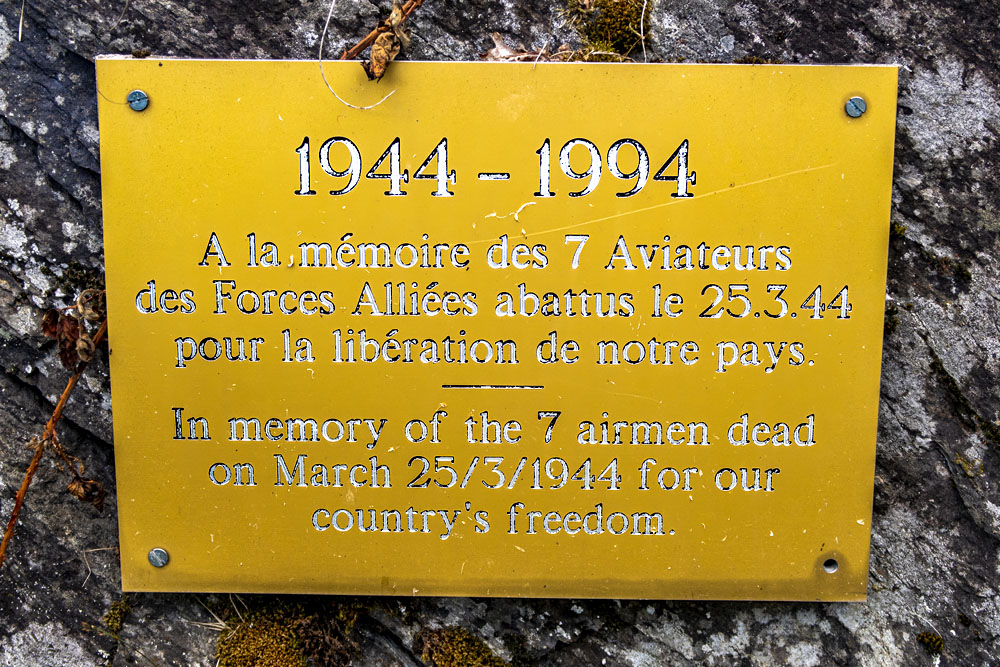 1944 - 1994
A la mémoire des 7 Aviateurs
des Forces Alliées abattus le 25.3.44
pour la libération de notre pays.
In memory of the 7 airmen dead
on March 25/3/1944 for our
country's freedom.